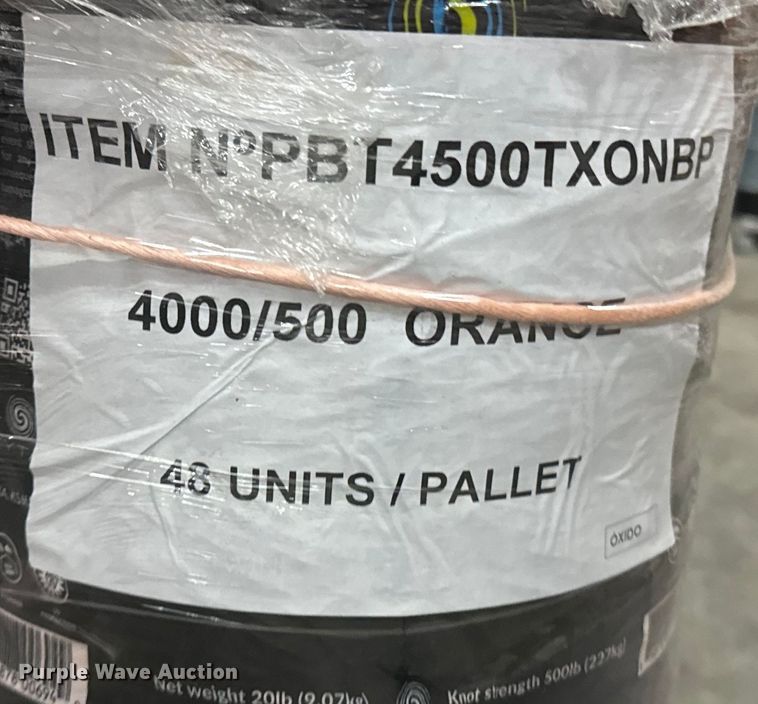 ITEM NºPBT4500TXONBP
4000/500 ORANGE
48 UNITS / PALLET
ÓXIDO
Net weight 20lb (9.07kg)
Knot strength 500lb (227kg)
Purple Wave Auction